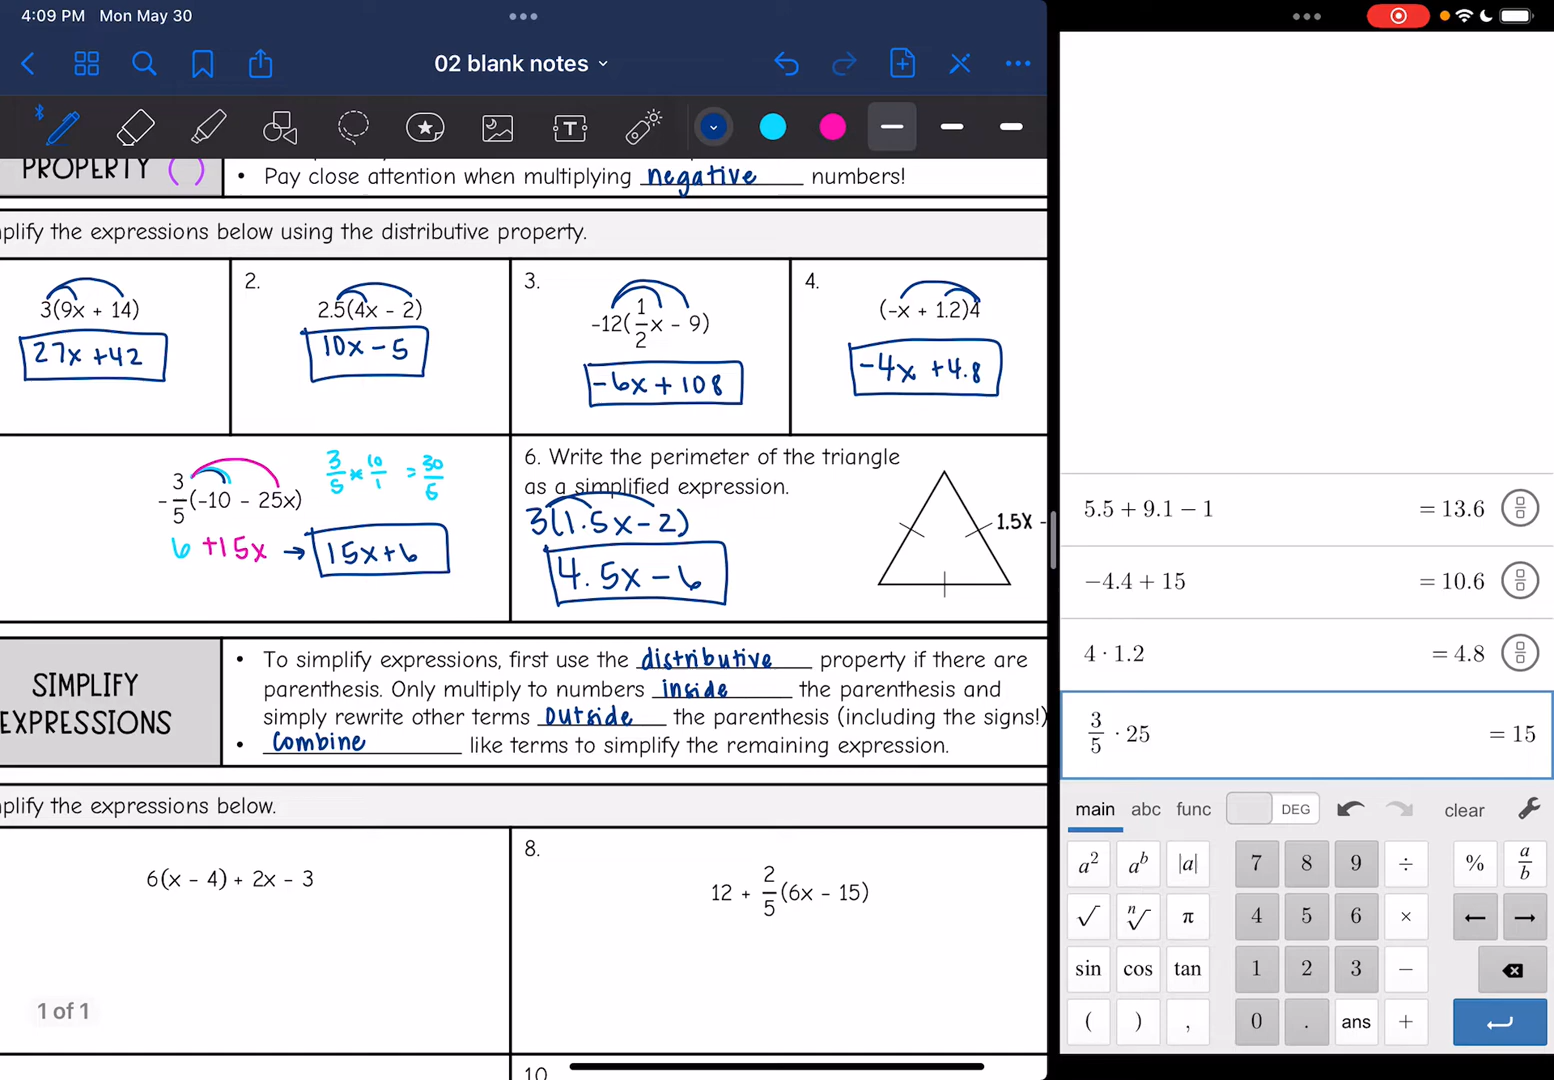 4:09 PM Mon May 30
02 blank notes
PROPERTY ( )
• Pay close attention when multiplying negative numbers!
plify the expressions below using the distributive property.
3(9x + 14)
27x + 42
2.
2.5(4x - 2)
10x - 5
3.
-12(1/2x - 9)
-6x + 108
4.
(-x + 1.2)4
-4x + 4.8
-3/5(-10 - 25x)
3/5 * 10/1 = 30/5
6 +15x → 15x+6
6. Write the perimeter of the triangle
as a simplified expression.
3(1.5x - 2)
4.5x - 6
1.5x -
SIMPLIFY
EXPRESSIONS
• To simplify expressions, first use the distributive property if there are
parenthesis. Only multiply to numbers inside the parenthesis and
simply rewrite other terms outside the parenthesis (including the signs!)
• combine like terms to simplify the remaining expression.
plify the expressions below.
6(x - 4) + 2x - 3
8.
12 + 2/5(6x - 15)
1 of 1
10
5.5 + 9.1 − 1 = 13.6
−4.4 + 15 = 10.6
4 · 1.2 = 4.8
3/5 · 25 = 15
main abc func DEG clear
a² aᵇ |a| 7 8 9 ÷ % a/b
√ ⁿ√ π 4 5 6 × ← →
sin cos tan 1 2 3 −
( ) , 0 . ans +